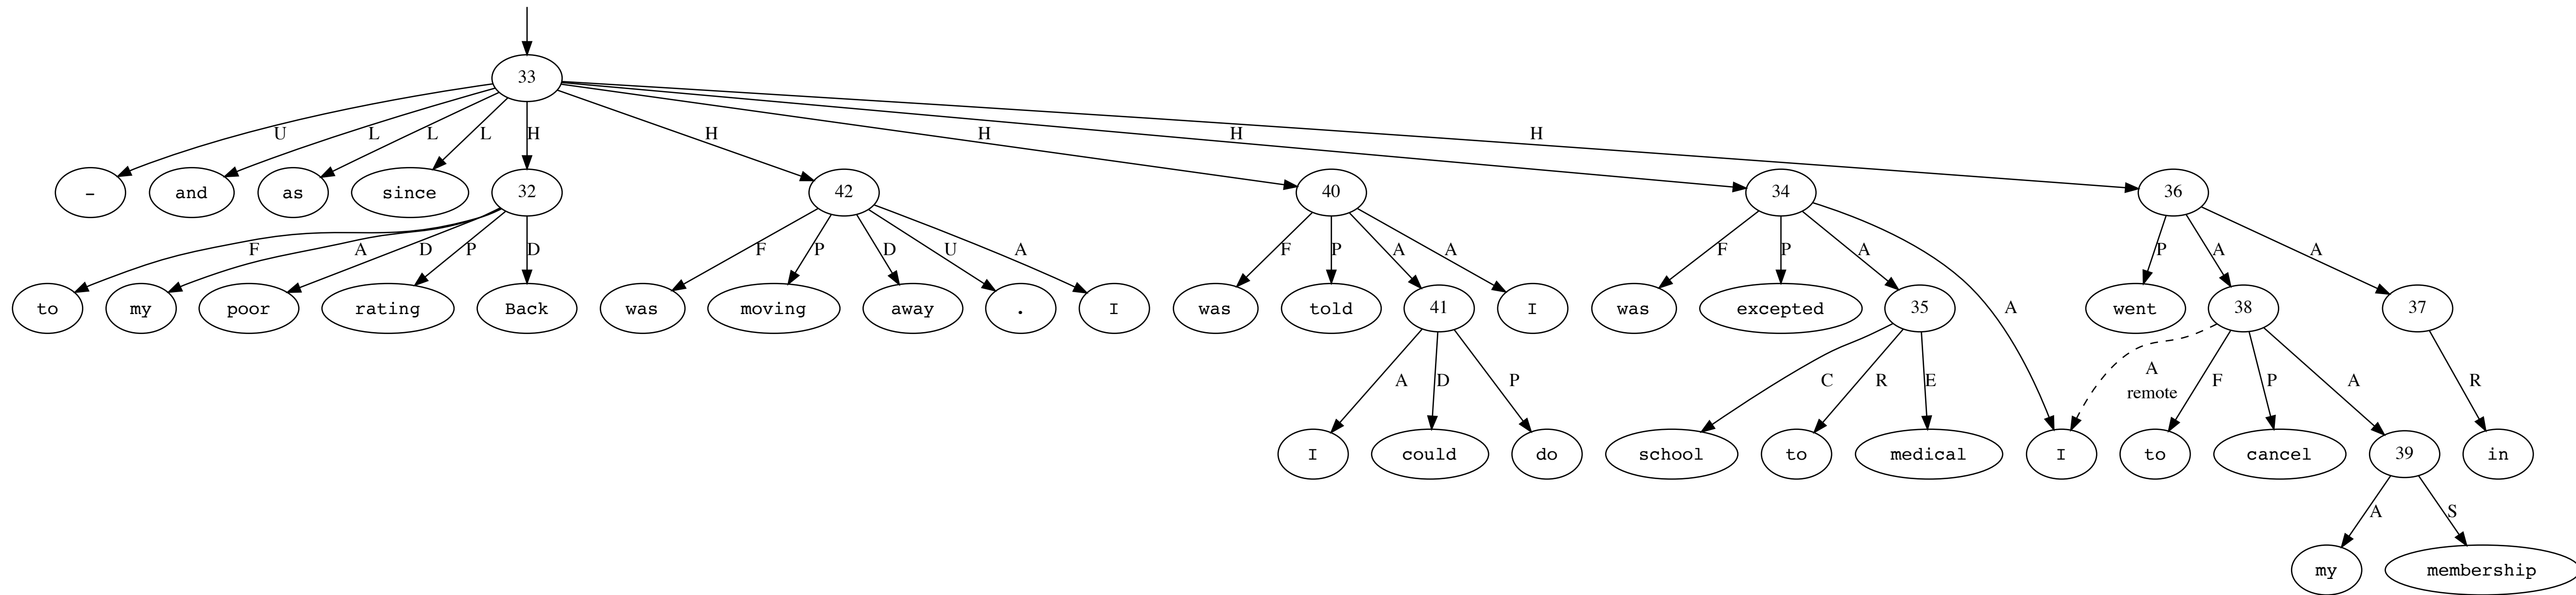 33
U L L L H H H H H
- and as since 32 42 40 34 36
F A D P D F P D U A F P A A F P A A P A A
to my poor rating Back was moving away . I was told 41 I was excepted 35 went 38 37
A D P C R E A remote F P A R
I could do school to medical I to cancel 39 in
A S
my membership